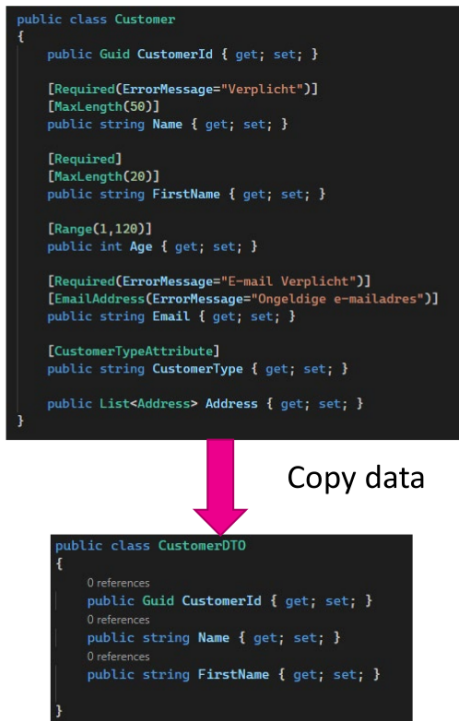 public class Customer
{
public Guid CustomerId { get; set; }
[Required(ErrorMessage="Verplicht")]
[MaxLength(50)]
public string Name { get; set; }
[Required]
[MaxLength(20)]
public string FirstName { get; set; }
[Range(1,120)]
public int Age { get; set; }
[Required(ErrorMessage="E-mail Verplicht")]
[EmailAddress(ErrorMessage="Ongeldige e-mailadres")]
public string Email { get; set; }
[CustomerTypeAttribute]
public string CustomerType { get; set; }
public List<Address> Address { get; set; }
}
Copy data
public class CustomerDTO
{
0 references
public Guid CustomerId { get; set; }
0 references
public string Name { get; set; }
0 references
public string FirstName { get; set; }
}